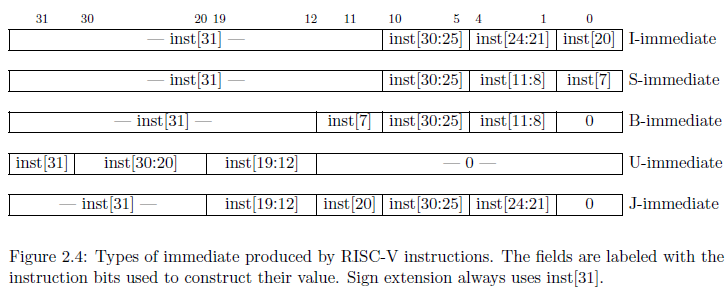 31 30 20 19 12 11 10 5 4 1 0
— inst[31] — inst[30:25] inst[24:21] inst[20] I-immediate
— inst[31] — inst[30:25] inst[11:8] inst[7] S-immediate
— inst[31] — inst[7] inst[30:25] inst[11:8] 0 B-immediate
inst[31] inst[30:20] inst[19:12] — 0 — U-immediate
— inst[31] — inst[19:12] inst[20] inst[30:25] inst[24:21] 0 J-immediate
Figure 2.4: Types of immediate produced by RISC-V instructions. The fields are labeled with the
instruction bits used to construct their value. Sign extension always uses inst[31].